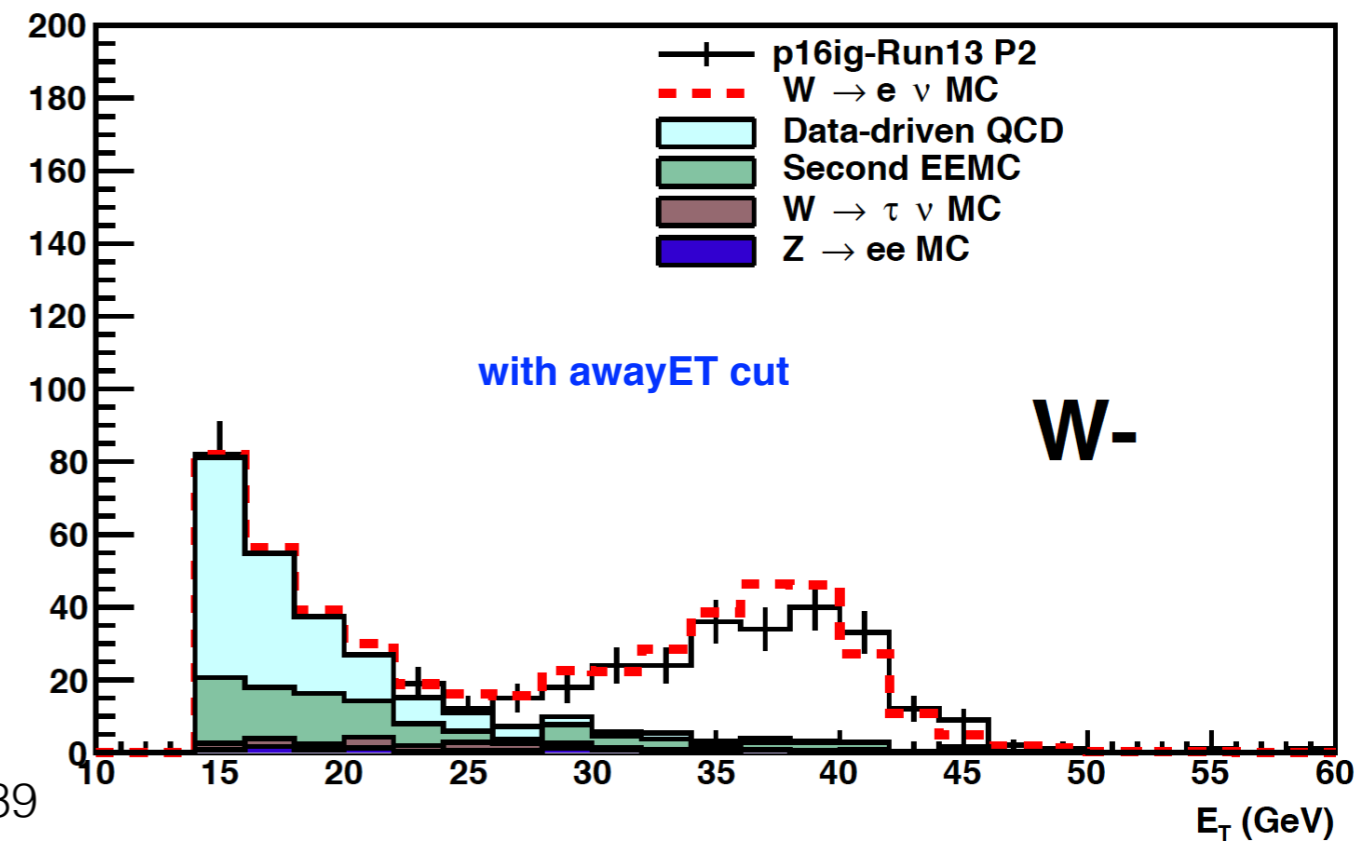 200
180
160
140
120
100
80
60
40
20
0
p16ig-Run13 P2
W → e ν MC
Data-driven QCD
Second EEMC
W → τ ν MC
Z → ee MC
with awayET cut
W-
10 15 20 25 30 35 40 45 50 55 60
39
E_T (GeV)